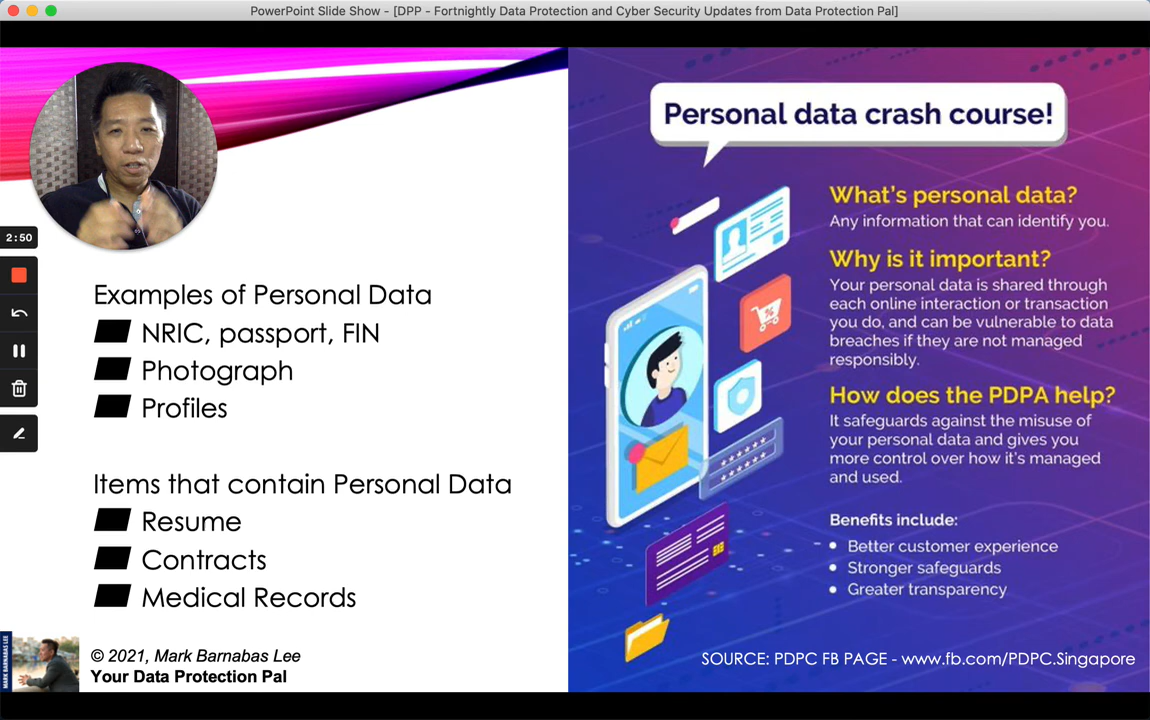 PowerPoint Slide Show - [DPP - Fortnightly Data Protection and Cyber Security Updates from Data Protection Pal]
2:50
Examples of Personal Data
NRIC, passport, FIN
Photograph
Profiles
Items that contain Personal Data
Resume
Contracts
Medical Records
MARK BARNABAS LEE
© 2021, Mark Barnabas Lee
Your Data Protection Pal
Personal data crash course!
What's personal data?
Any information that can identify you.
Why is it important?
Your personal data is shared through
each online interaction or transaction
you do, and can be vulnerable to data
breaches if they are not managed
responsibly.
How does the PDPA help?
It safeguards against the misuse of
your personal data and gives you
more control over how it's managed
and used.
Benefits include:
Better customer experience
Stronger safeguards
Greater transparency
SOURCE: PDPC FB PAGE - www.fb.com/PDPC.Singapore